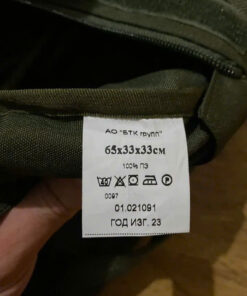 АО "БТК групп"
65х33х33см
100% ПЭ
0097
01.021091
ГОД ИЗГ. 23